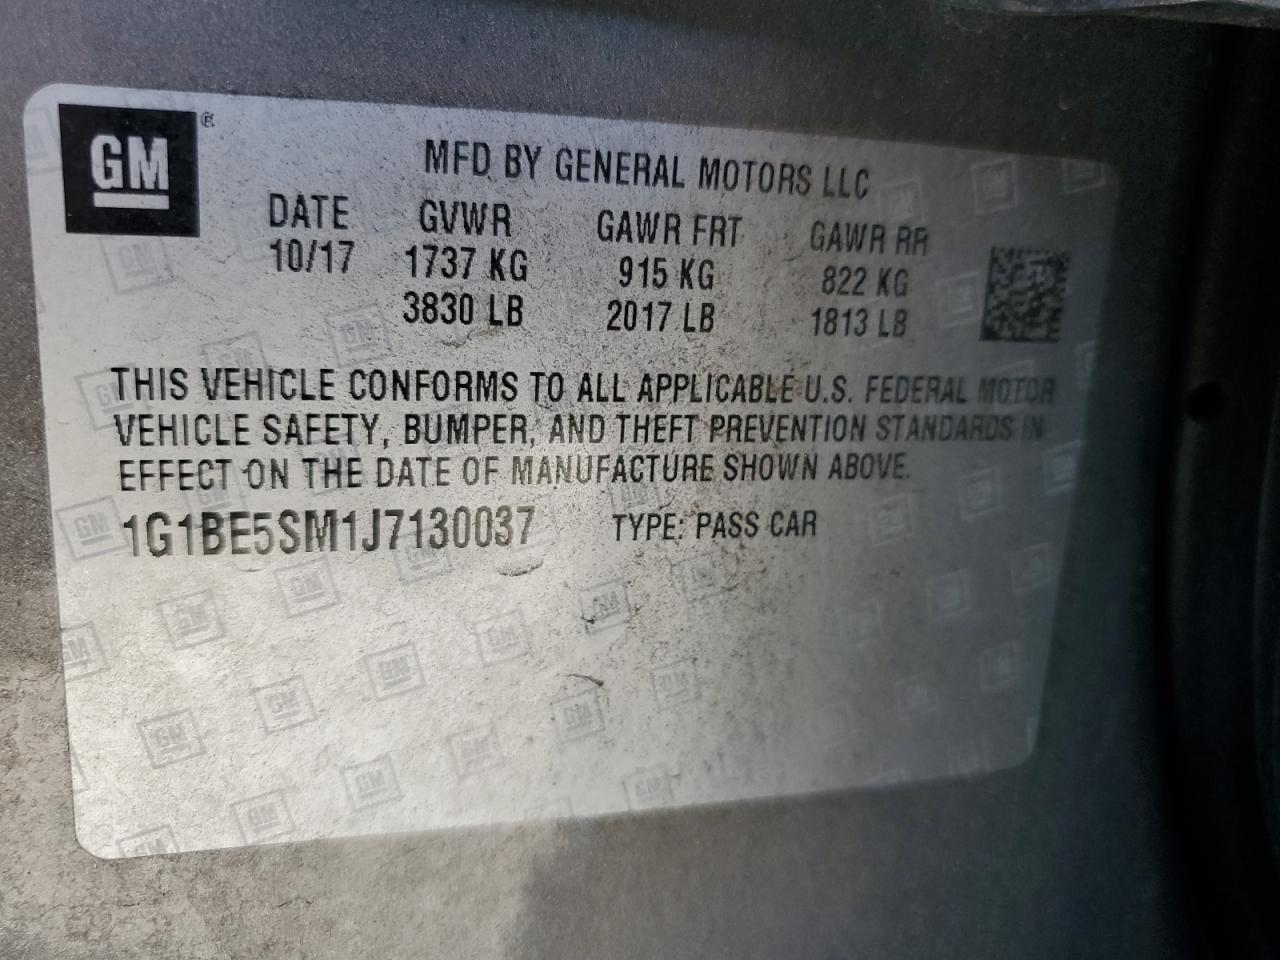 GM
MFD BY GENERAL MOTORS LLC
DATE GVWR GAWR FRT GAWR RR
10/17 1737 KG 915 KG 822 KG
3830 LB 2017 LB 1813 LB
THIS VEHICLE CONFORMS TO ALL APPLICABLE U.S. FEDERAL MOTOR
VEHICLE SAFETY, BUMPER, AND THEFT PREVENTION STANDARDS IN
EFFECT ON THE DATE OF MANUFACTURE SHOWN ABOVE.
1G1BE5SM1J7130037 TYPE: PASS CAR